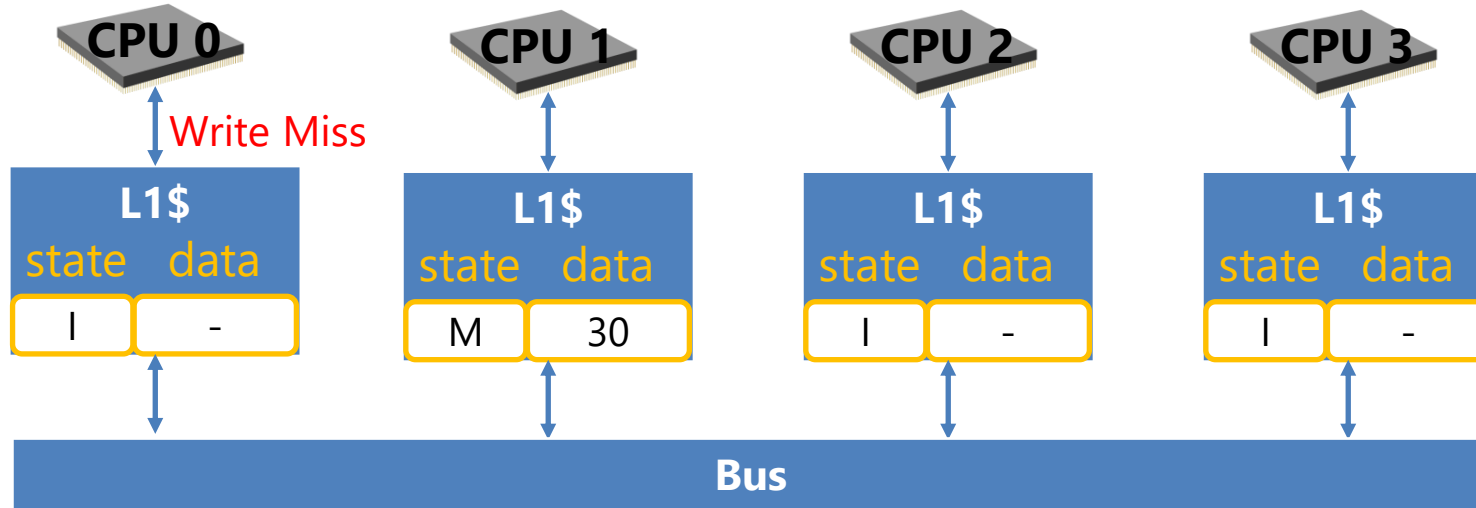 CPU 0 CPU 1 CPU 2 CPU 3
Write Miss
L1$ L1$ L1$ L1$
state data state data state data state data
I - M 30 I - I -
Bus